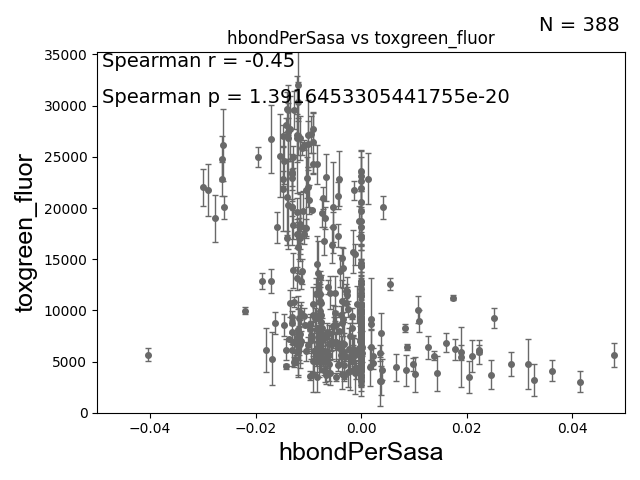 N = 388
hbondPerSasa vs toxgreen_fluor
Spearman r = -0.45
Spearman p = 1.3916453305441755e-20
toxgreen_fluor
35000
30000
25000
20000
15000
10000
5000
0
−0.04 −0.02 0.00 0.02 0.04
hbondPerSasa